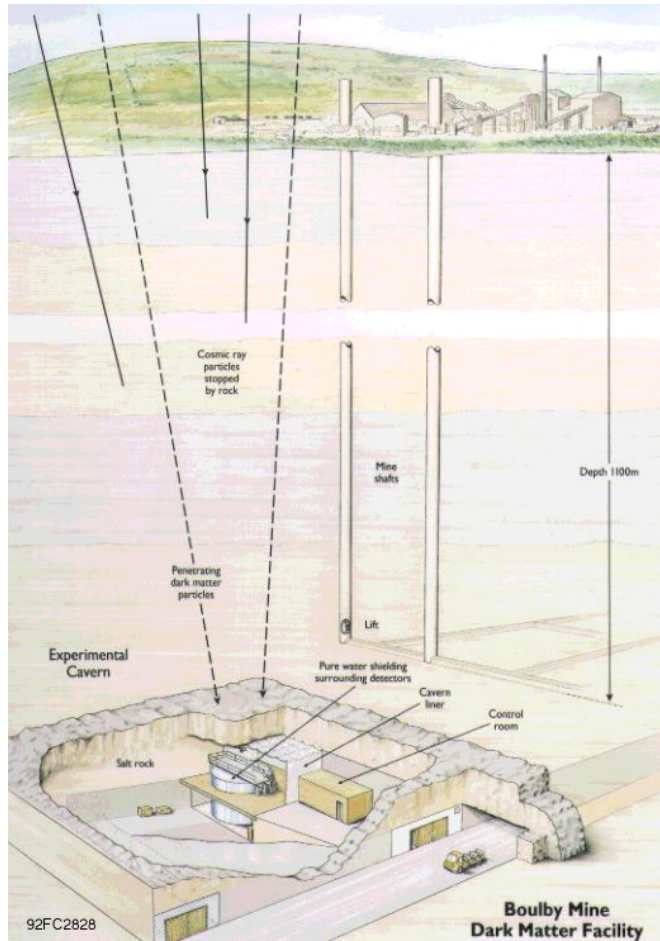 Cosmic ray
particles
stopped
by rock
Mine
shafts
Depth 1100m
Penetrating
dark matter
particles
Lift
Experimental
Cavern
Pure water shielding
surrounding detectors
Cavern
liner
Control
room
Salt rock
92FC2828
Boulby Mine
Dark Matter Facility